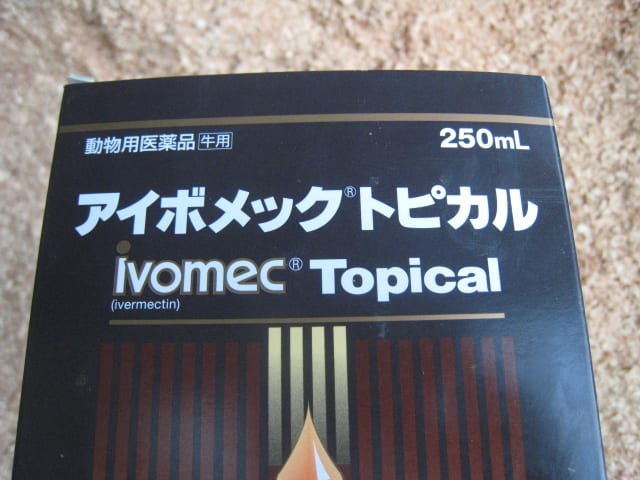 動物用医薬品 牛用 250mL
アイボメック®トピカル
ivomec® Topical
(ivermectin)